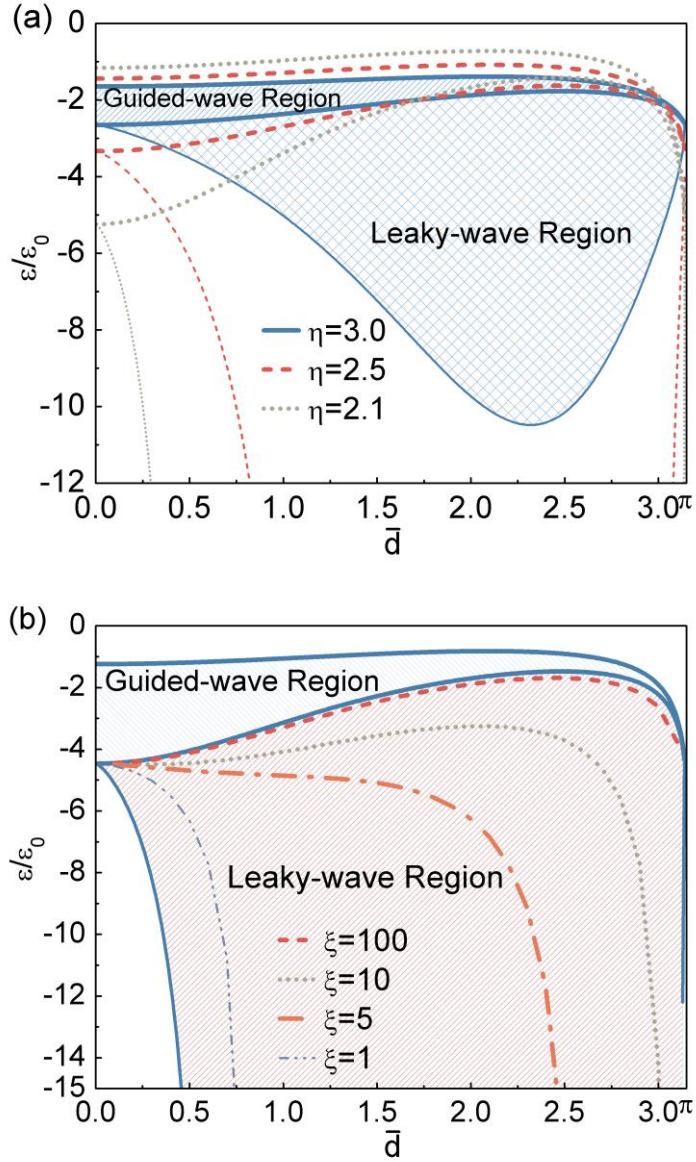 (a)
0
-2
-4
-6
-8
-10
-12
ε/ε0
Guided-wave Region
Leaky-wave Region
η=3.0
η=2.5
η=2.1
0.0 0.5 1.0 1.5 2.0 2.5 3.0 π
d̄
(b)
0
-2
-4
-6
-8
-10
-12
-15
ε/ε0
Guided-wave Region
Leaky-wave Region
ξ=100
ξ=10
ξ=5
ξ=1
0.0 0.5 1.0 1.5 2.0 2.5 3.0 π
d̄